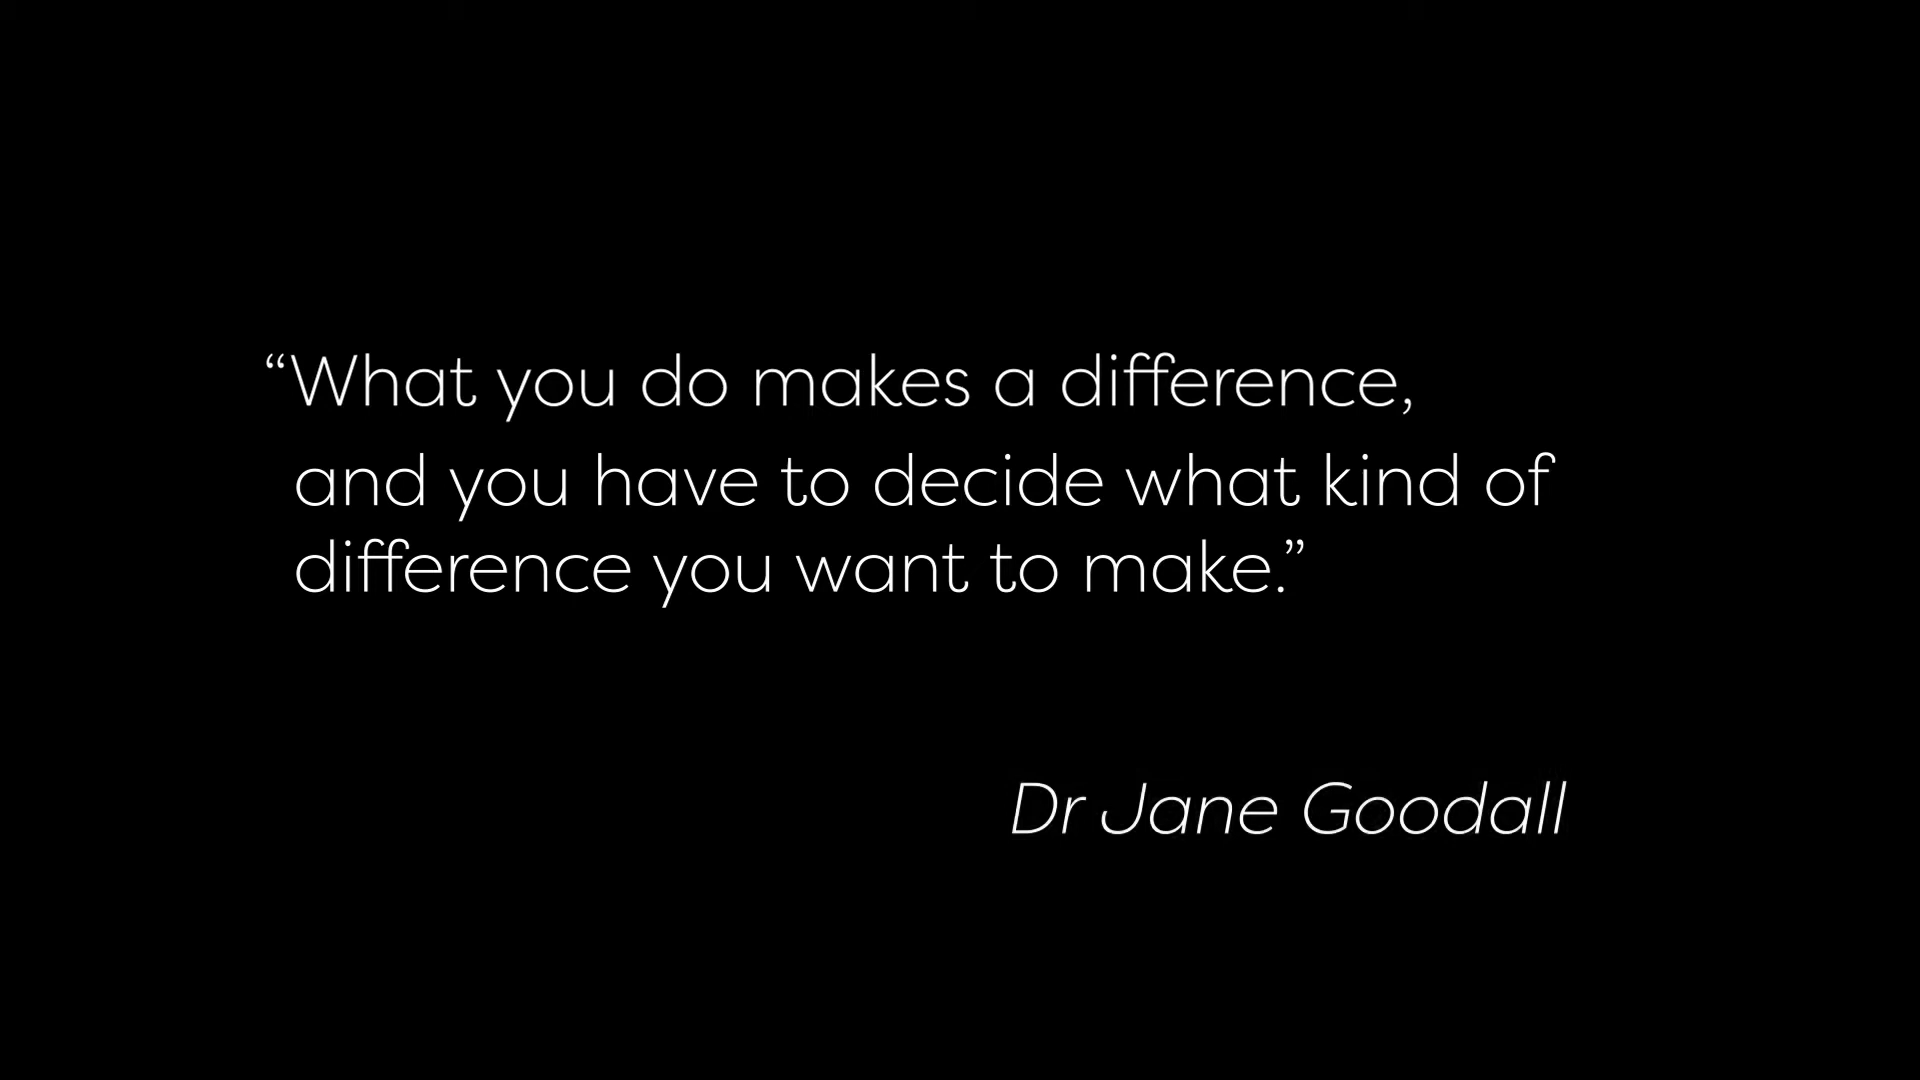 “What you do makes a difference,
and you have to decide what kind of
difference you want to make.”
Dr Jane Goodall